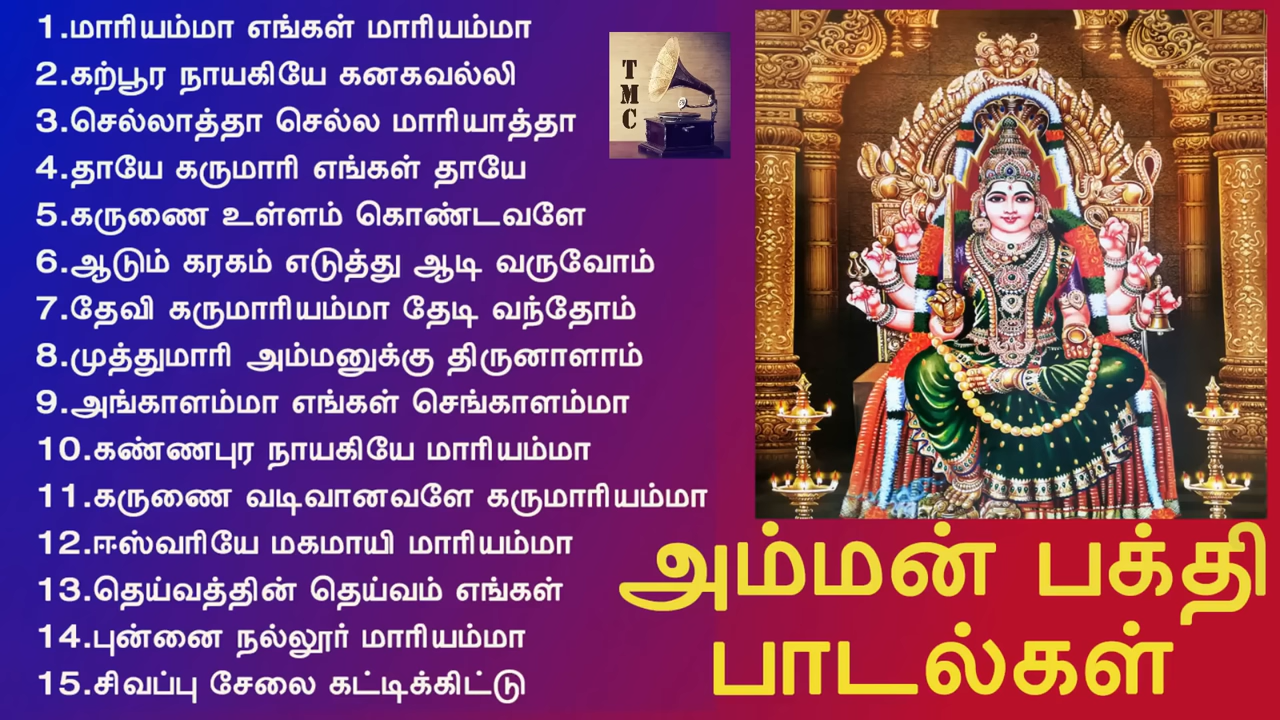 1.மாரியம்மா எங்கள் மாரியம்மா
2.கற்பூர நாயகியே கனகவல்லி
3.செல்லாத்தா செல்ல மாரியாத்தா
4.தாயே கருமாரி எங்கள் தாயே
5.கருணை உள்ளம் கொண்டவளே
6.ஆடும் கரகம் எடுத்து ஆடி வருவோம்
7.தேவி கருமாரியம்மா தேடி வந்தோம்
8.முத்துமாரி அம்மனுக்கு திருனாளாம்
9.அங்காளம்மா எங்கள் செங்காளம்மா
10.கண்ணபுர நாயகியே மாரியம்மா
11.கருணை வடிவானவளே கருமாரியம்மா
12.ஈஸ்வரியே மகமாயி மாரியம்மா
13.தெய்வத்தின் தெய்வம் எங்கள்
14.புன்னை நல்லூர் மாரியம்மா
15.சிவப்பு சேலை கட்டிக்கிட்டு
TMC
அம்மன் பக்தி
பாடல்கள்